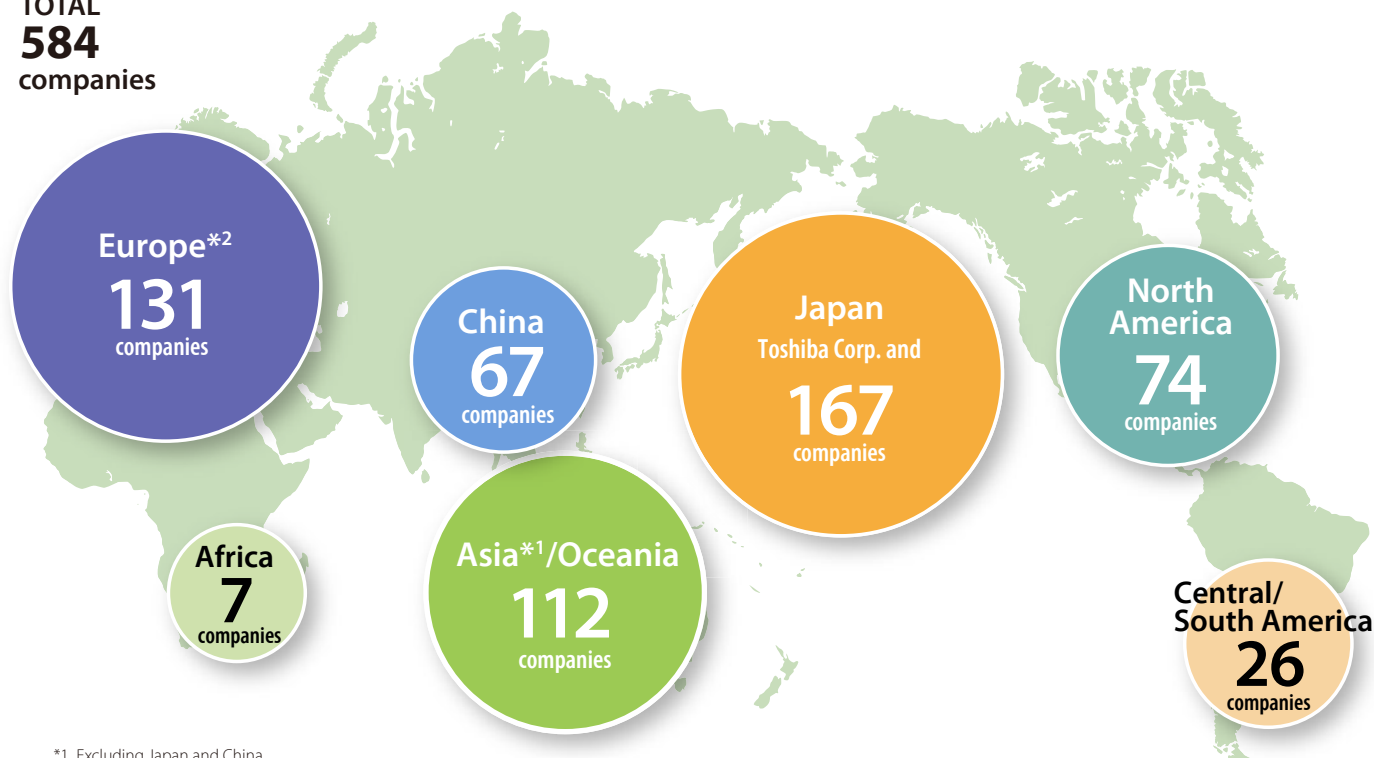 TOTAL
584
companies
Europe*2
131
companies
China
67
companies
Japan
Toshiba Corp. and
167
companies
North
America
74
companies
Asia*1/Oceania
112
companies
Africa
7
companies
Central/
South America
26
companies
*1 Excluding Japan and China